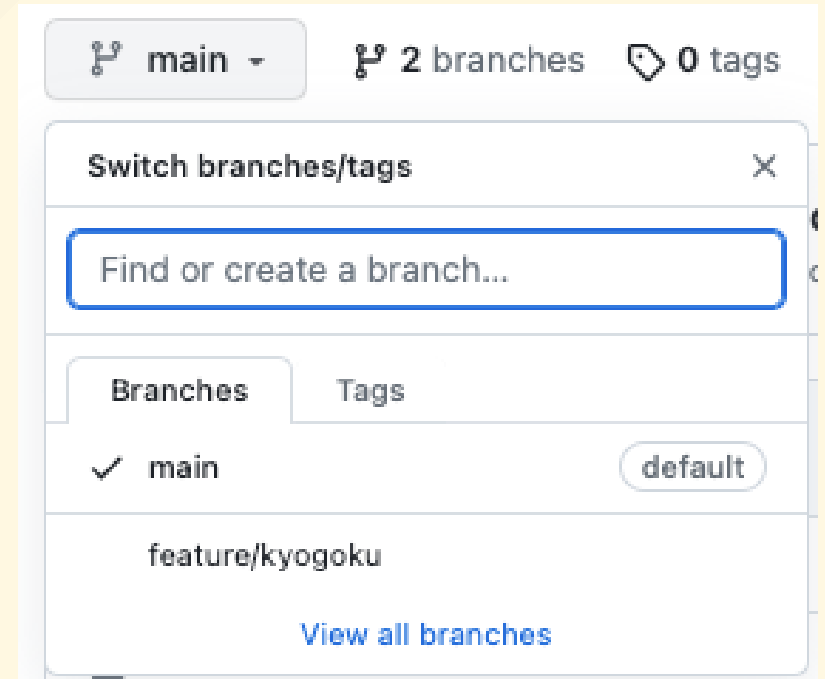 main 2 branches 0 tags
Switch branches/tags
Find or create a branch...
Branches Tags
main default
feature/kyogoku
View all branches